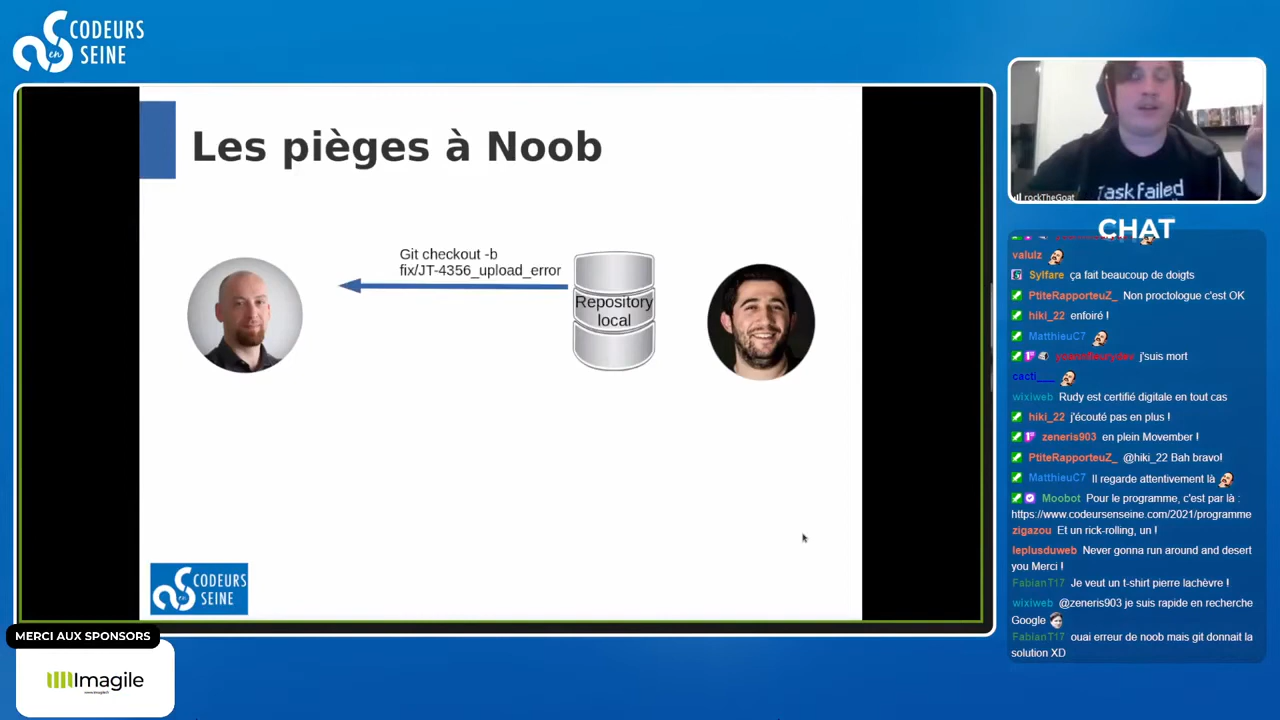 CODEURS
en
SEINE
Les pièges à Noob
Git checkout -b
fix/JT-4356_upload_error
Repository
local
CODEURS
en
SEINE
MERCI AUX SPONSORS
Imagile
rockTheGoat
Task failed
CHAT
valulz
Sylfare ça fait beaucoup de doigts
PtiteRapporteuZ_ Non proctologue c'est OK
hiki_22 enfoiré !
MatthieuC7
j'suis mort
cacti___
wixiweb Rudy est certifié digitale en tout cas
hiki_22 j'écouté pas en plus !
zeneris903 en plein Movember !
PtiteRapporteuZ_ @hiki_22 Bah bravo!
MatthieuC7 Il regarde attentivement là
Moobot Pour le programme, c'est par là :
https://www.codeursenseine.com/2021/programme
zigazou Et un rick-rolling, un !
leplusduweb Never gonna run around and desert
you Merci !
FabianT17 Je veut un t-shirt pierre lachèvre !
wixiweb @zeneris903 je suis rapide en recherche
Google
FabianT17 ouai erreur de noob mais git donnait la
solution XD